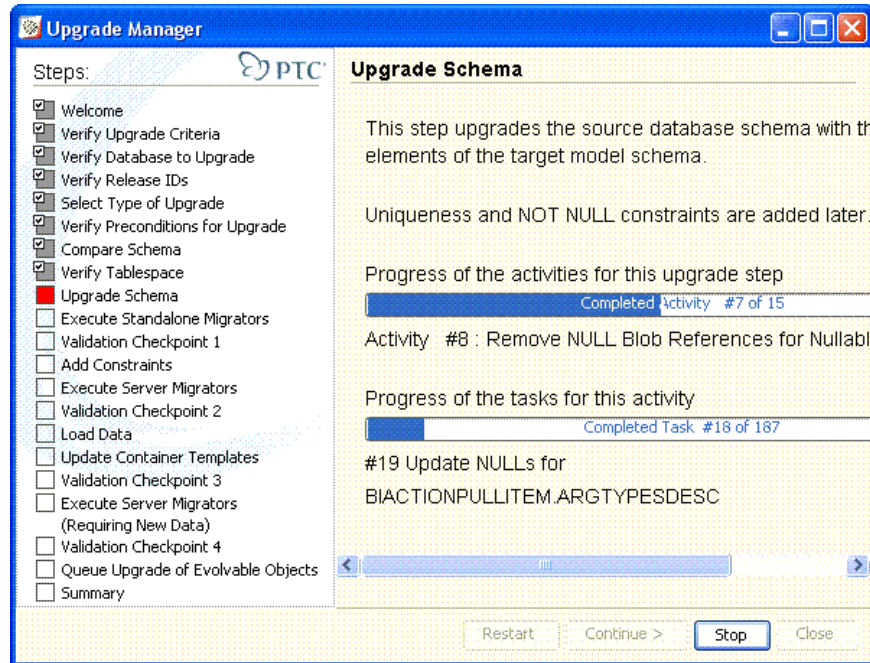 Upgrade Manager
Steps:
PTC
Welcome
Verify Upgrade Criteria
Verify Database to Upgrade
Verify Release IDs
Select Type of Upgrade
Verify Preconditions for Upgrade
Compare Schema
Verify Tablespace
Upgrade Schema
Execute Standalone Migrators
Validation Checkpoint 1
Add Constraints
Execute Server Migrators
Validation Checkpoint 2
Load Data
Update Container Templates
Validation Checkpoint 3
Execute Server Migrators
(Requiring New Data)
Validation Checkpoint 4
Queue Upgrade of Evolvable Objects
Summary
Upgrade Schema
This step upgrades the source database schema with th
elements of the target model schema.
Uniqueness and NOT NULL constraints are added later.
Progress of the activities for this upgrade step
Completed Activity #7 of 15
Activity #8 : Remove NULL Blob References for Nullabl
Progress of the tasks for this activity
Completed Task #18 of 187
#19 Update NULLs for
BIACTIONPULLITEM.ARGTYPESDESC
Restart
Continue >
Stop
Close